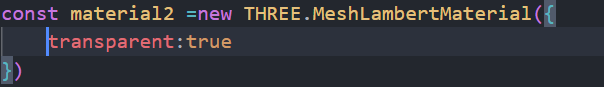 const material2 =new THREE.MeshLambertMaterial({
    transparent:true
})